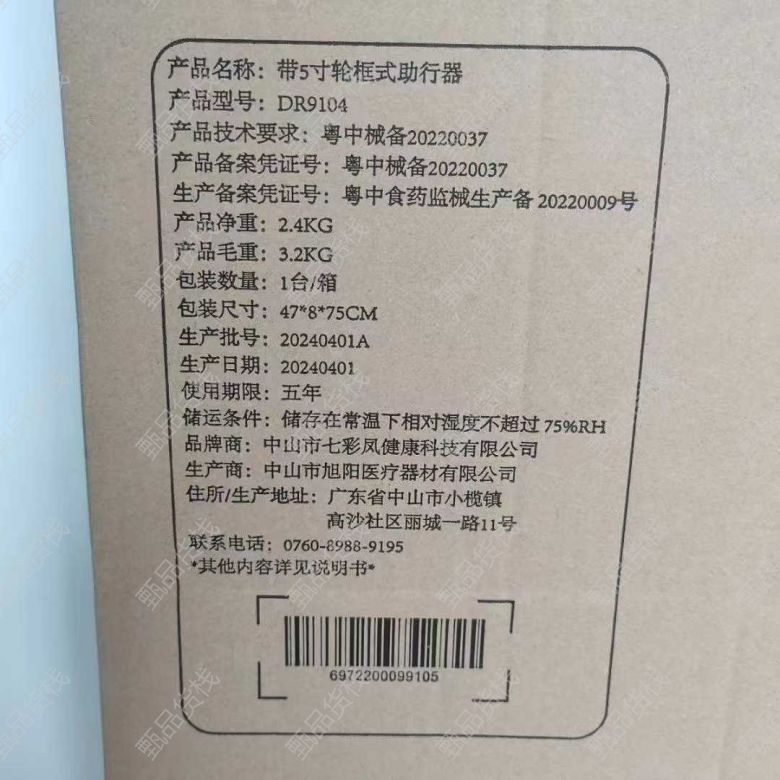 产品名称：带5寸轮框式助行器
产品型号：DR9104
产品技术要求：粤中械备20220037
产品备案凭证号：粤中械备20220037
生产备案凭证号：粤中食药监械生产备20220009号
产品净重：2.4KG
产品毛重：3.2KG
包装数量：1台/箱
包装尺寸：47*8*75CM
生产批号：20240401A
生产日期：20240401
使用期限：五年
储运条件：储存在常温下相对湿度不超过75%RH
品牌商：中山市七彩凤健康科技有限公司
生产商：中山市旭阳医疗器材有限公司
住所/生产地址：广东省中山市小榄镇
高沙社区丽城一路11号
联系电话：0760-8988-9195
*其他内容详见说明书*
6972200099105
甄品货栈